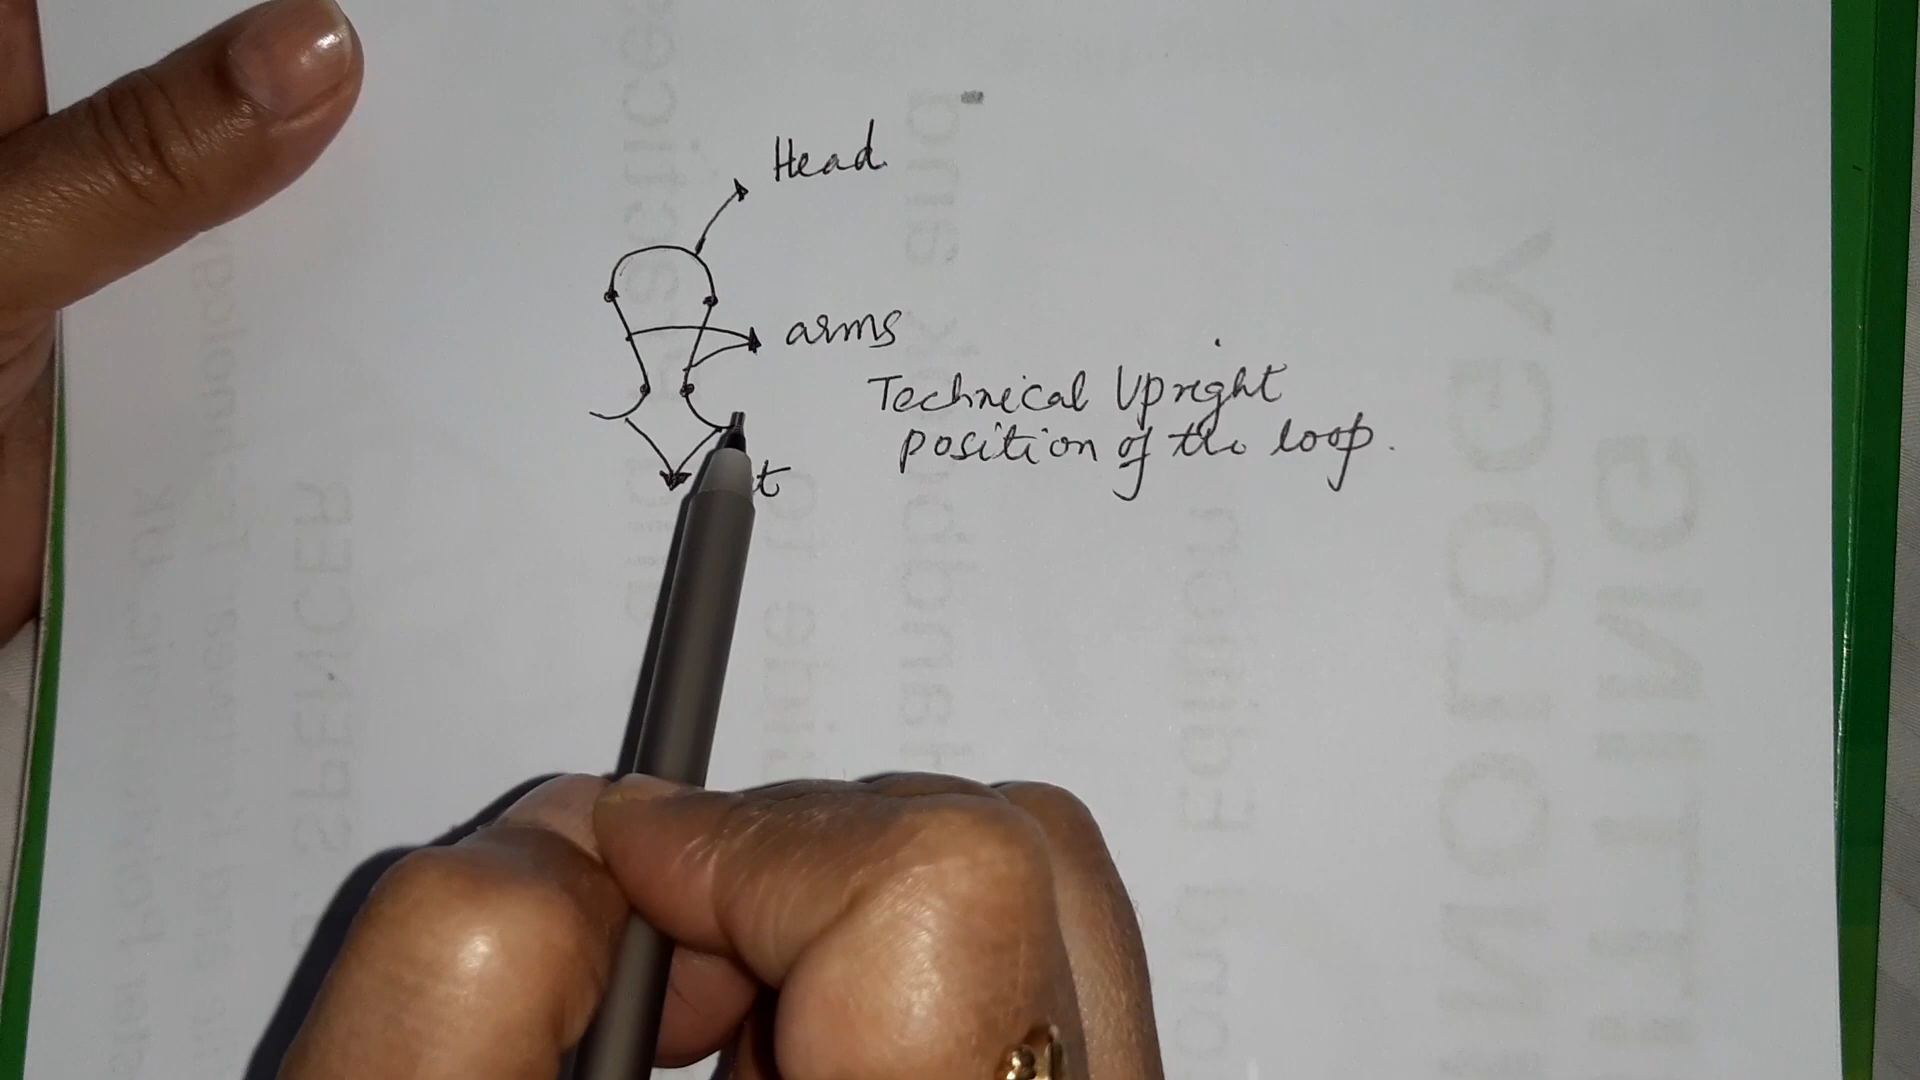 Head
arms
Technical Upright
position of the loop.